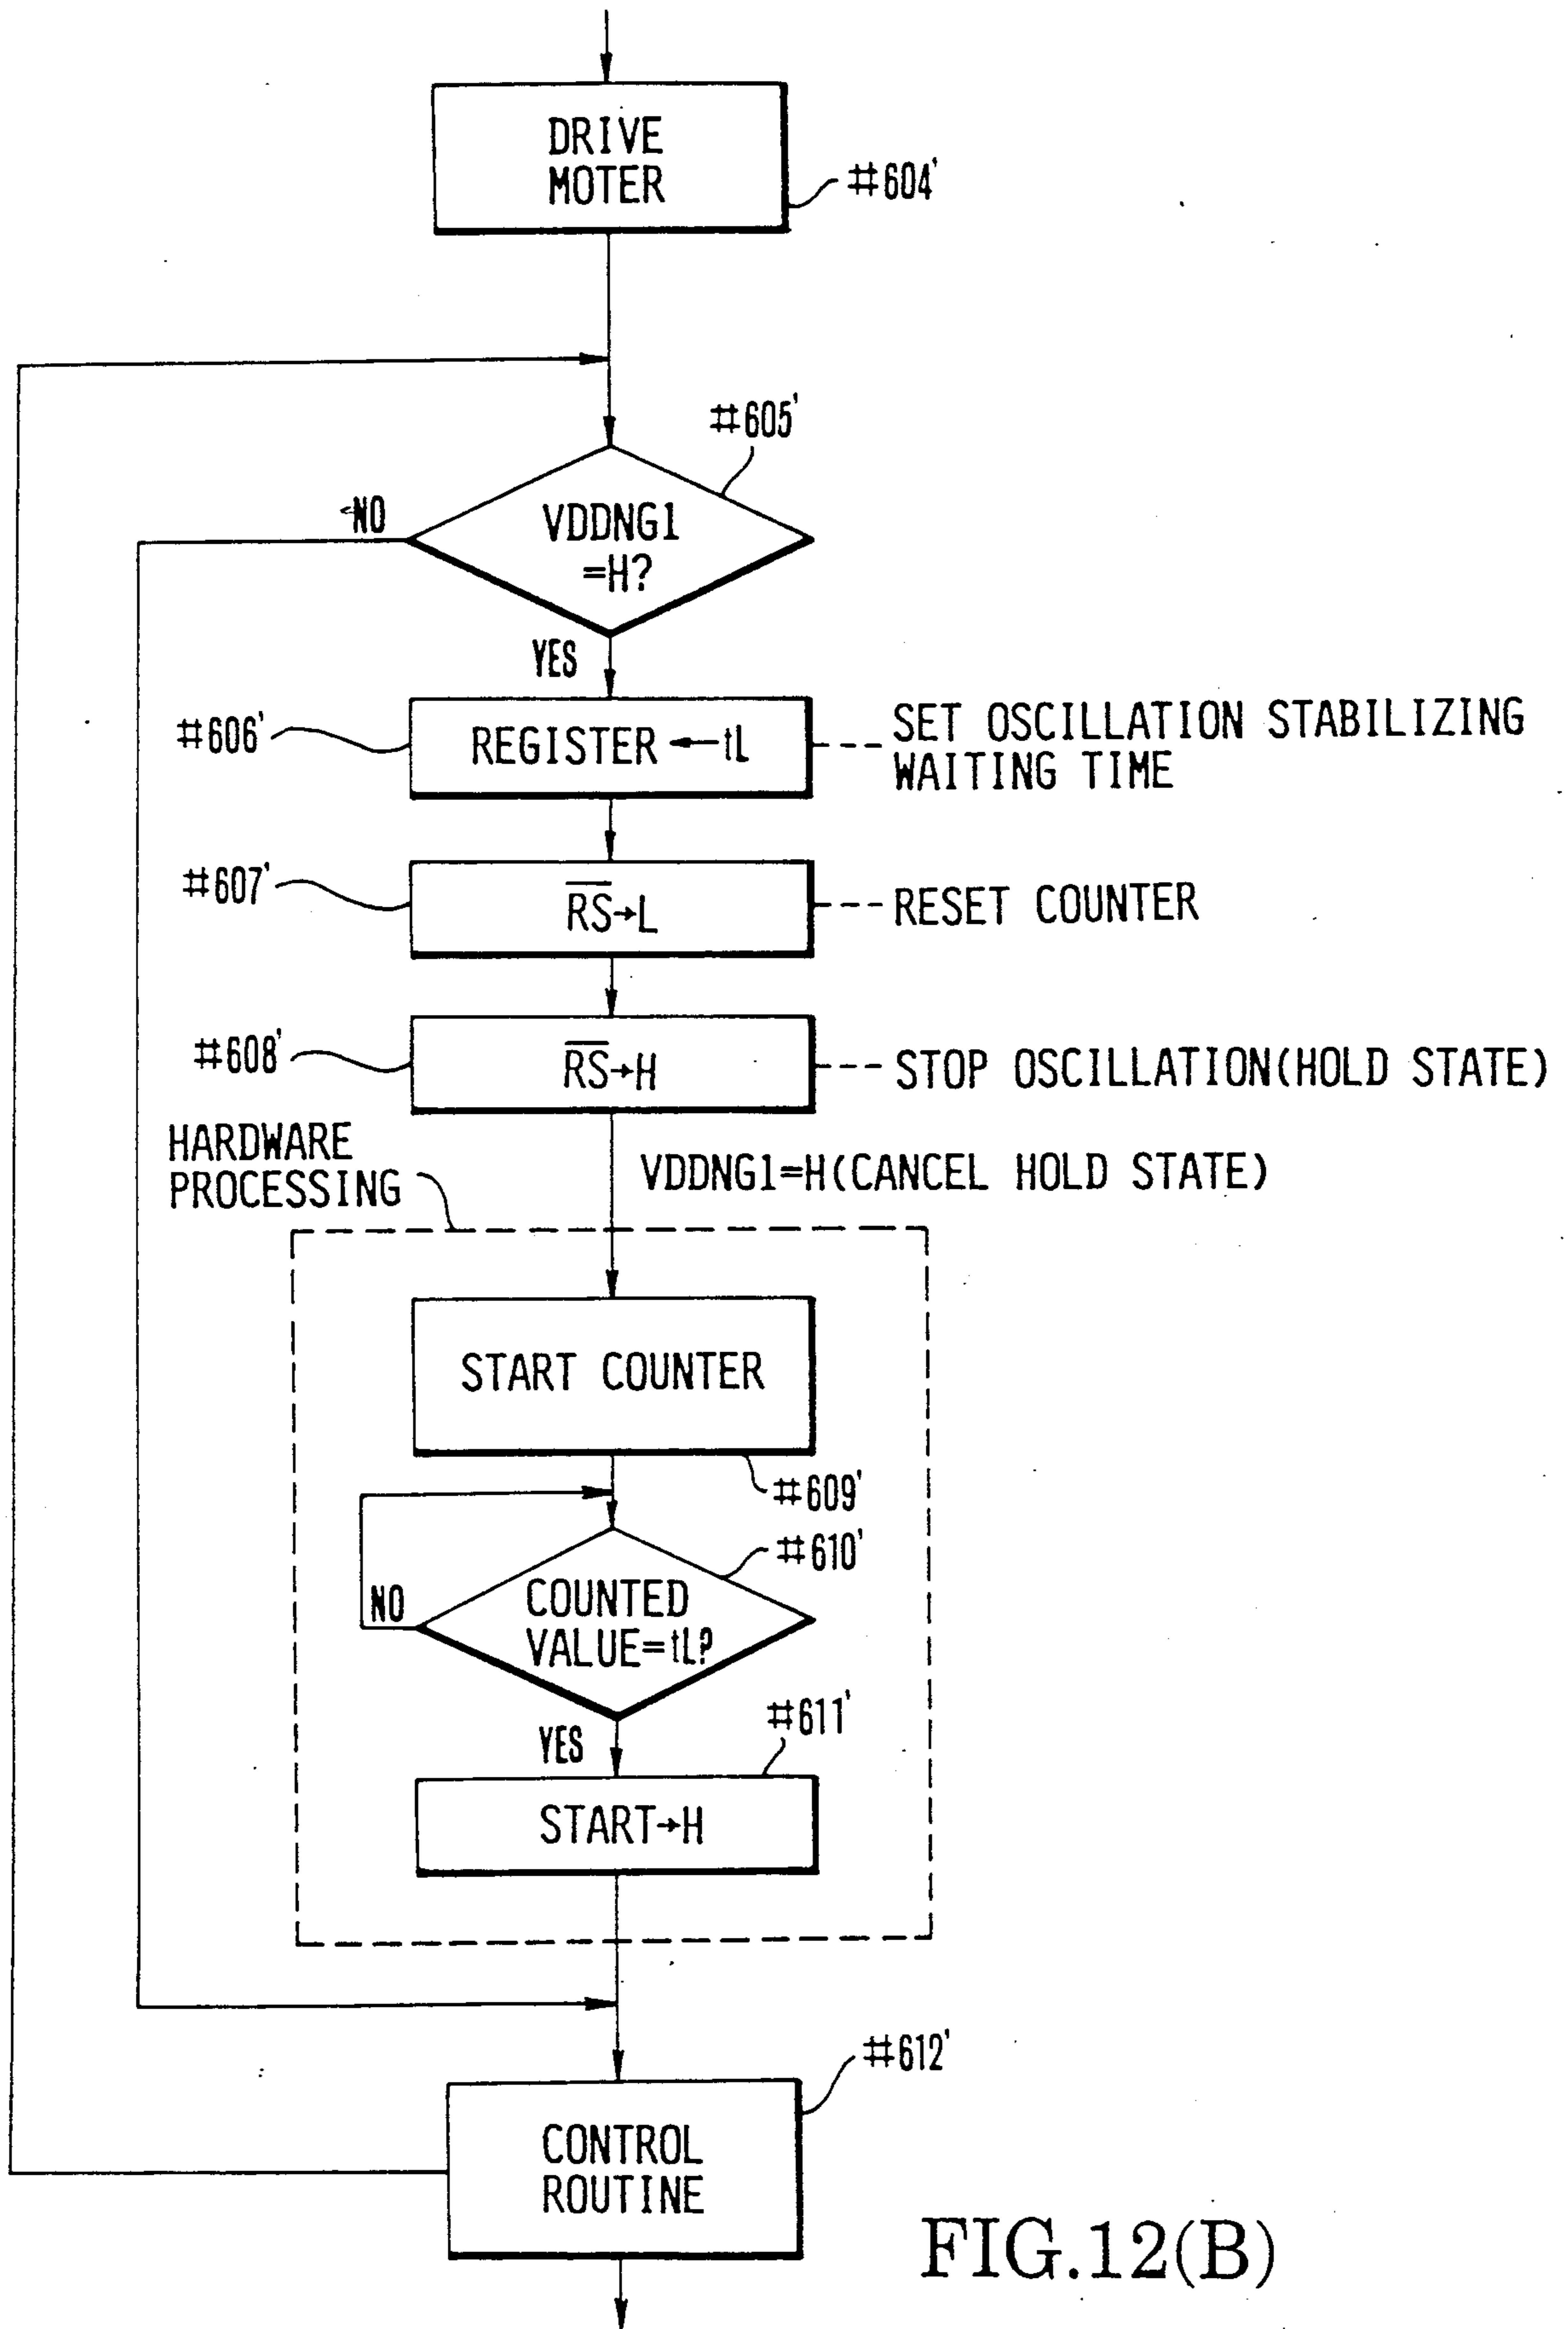 DRIVE
MOTER
#604'
#605'
NO
VDDNG1
=H?
YES
#606'
REGISTER ← tL
SET OSCILLATION STABILIZING
WAITING TIME
#607'
R̅S̅→L
RESET COUNTER
#608'
R̅S̅→H
STOP OSCILLATION(HOLD STATE)
HARDWARE
PROCESSING
VDDNG1=H(CANCEL HOLD STATE)
START COUNTER
#609'
#610'
NO
COUNTED
VALUE=tL?
#611'
YES
START→H
#612'
CONTROL
ROUTINE
FIG.12(B)